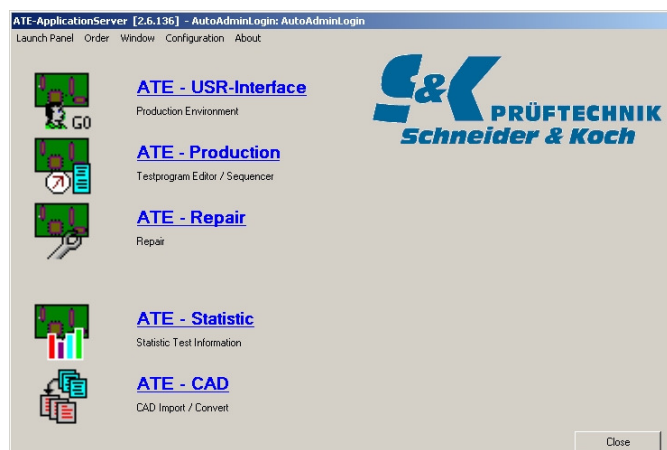 ATE-ApplicationServer [2.6.136] - AutoAdminLogin: AutoAdminLogin
Launch Panel Order Window Configuration About
GO
ATE - USR-Interface
Production Environment
S&K
PRÜFTECHNIK
Schneider & Koch
ATE - Production
Testprogram Editor / Sequencer
ATE - Repair
Repair
ATE - Statistic
Statistic Test Information
ATE - CAD
CAD Import / Convert
Close